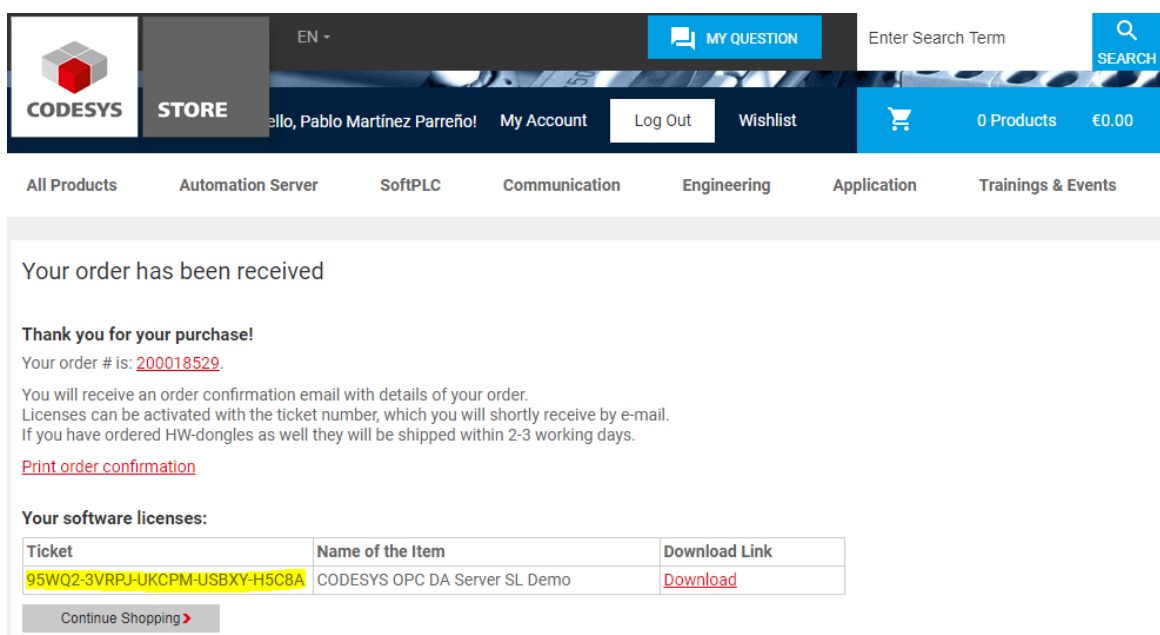 EN
MY QUESTION
Enter Search Term
SEARCH
CODESYS
STORE
ello, Pablo Martínez Parreño!
My Account
Log Out
Wishlist
0 Products
€0.00
All Products
Automation Server
SoftPLC
Communication
Engineering
Application
Trainings & Events
Your order has been received
Thank you for your purchase!
Your order # is: 200018529.
You will receive an order confirmation email with details of your order.
Licenses can be activated with the ticket number, which you will shortly receive by e-mail.
If you have ordered HW-dongles as well they will be shipped within 2-3 working days.
Print order confirmation
Your software licenses:
Ticket Name of the Item Download Link
95WQ2-3VRPJ-UKCPM-USBXY-H5C8A CODESYS OPC DA Server SL Demo Download
Continue Shopping